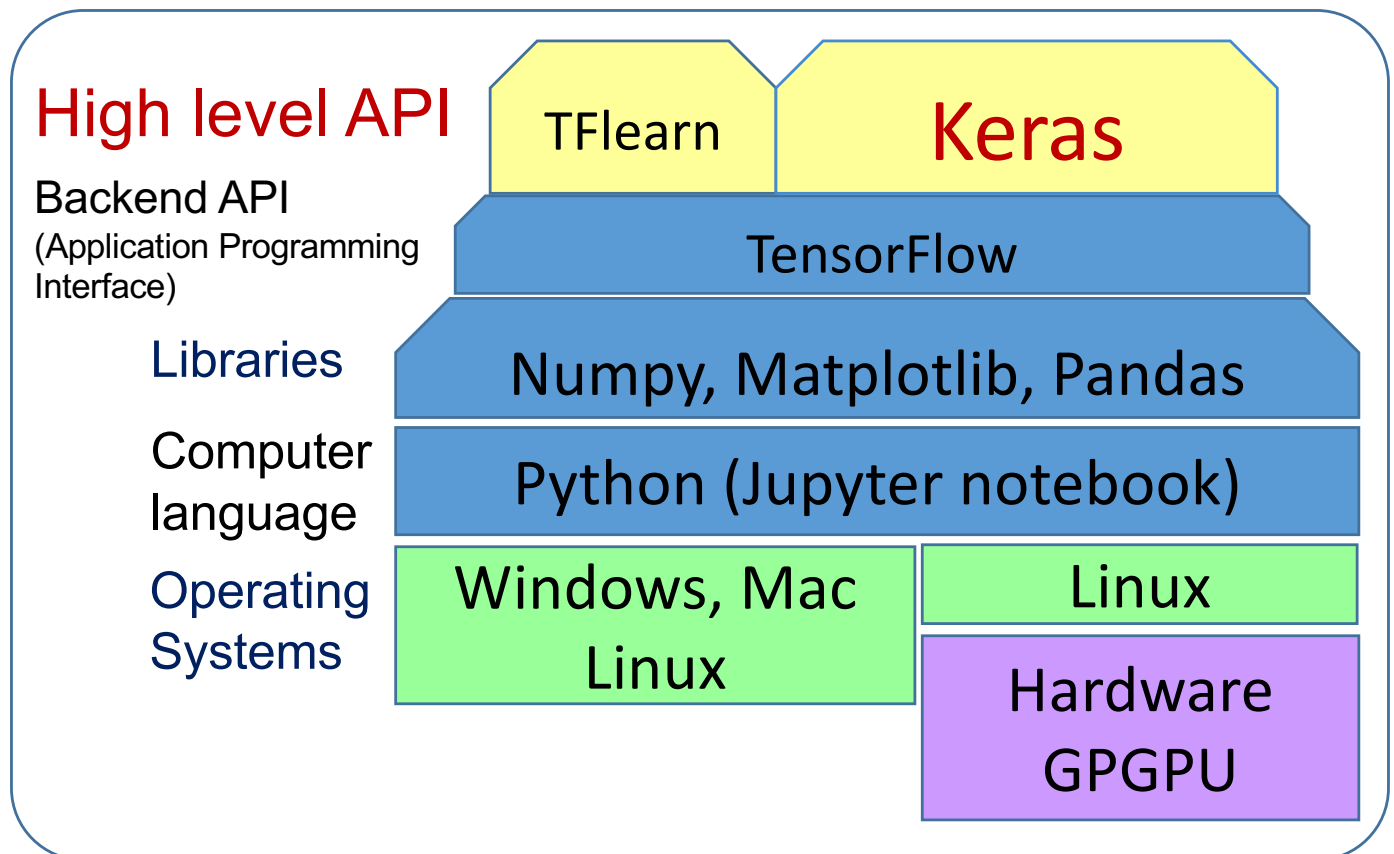 High level API
TFlearn
Keras
Backend API
(Application Programming
Interface)
TensorFlow
Libraries
Numpy, Matplotlib, Pandas
Computer
language
Python (Jupyter notebook)
Operating
Systems
Windows, Mac
Linux
Linux
Hardware
GPGPU